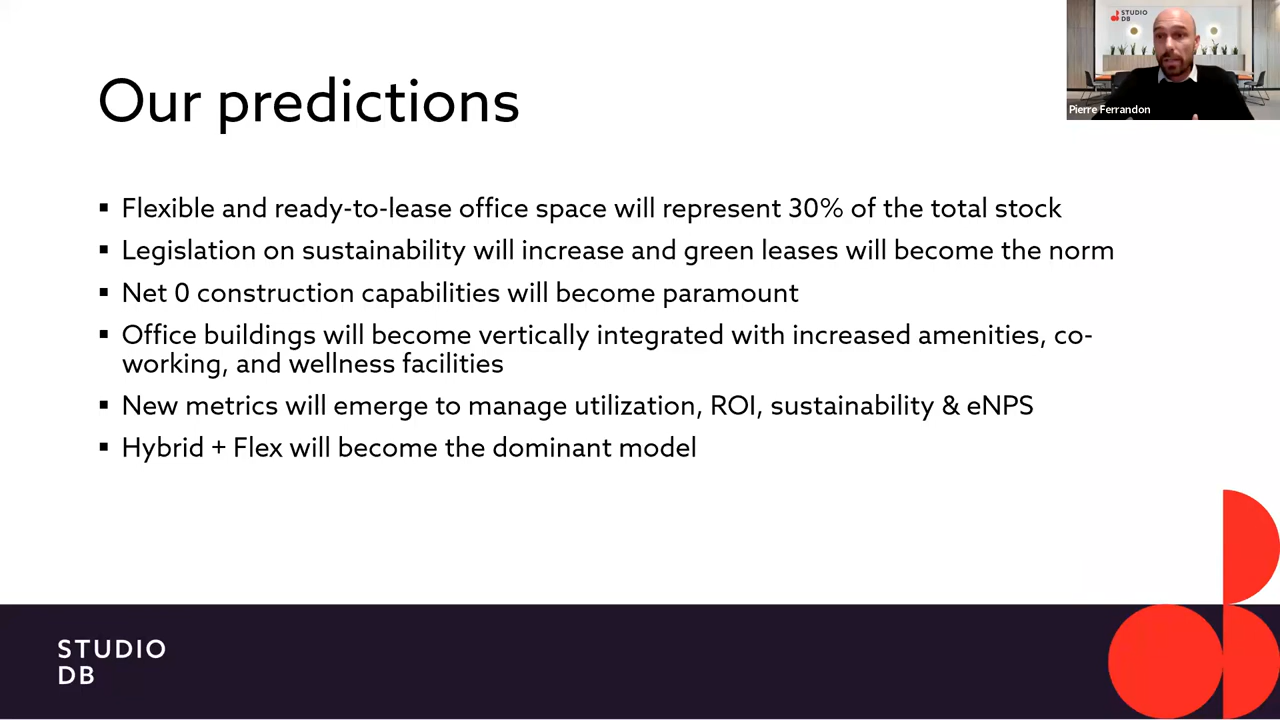 STUDIO
DB
Pierre Ferrandon
Our predictions
▪ Flexible and ready-to-lease office space will represent 30% of the total stock
▪ Legislation on sustainability will increase and green leases will become the norm
▪ Net 0 construction capabilities will become paramount
▪ Office buildings will become vertically integrated with increased amenities, co-
working, and wellness facilities
▪ New metrics will emerge to manage utilization, ROI, sustainability & eNPS
▪ Hybrid + Flex will become the dominant model
STUDIO
DB